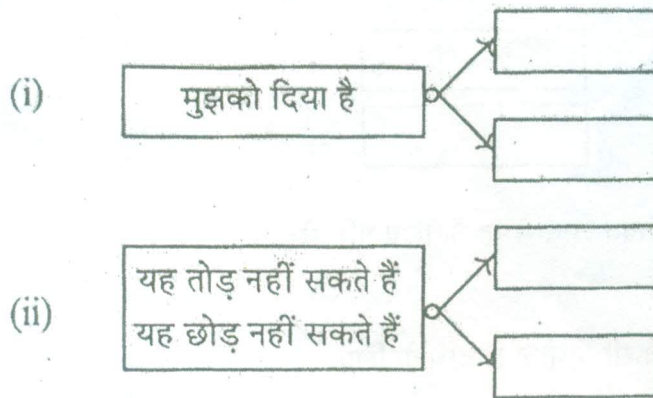 (i)
मुझको दिया है
(ii)
यह तोड़ नहीं सकते हैं
यह छोड़ नहीं सकते हैं